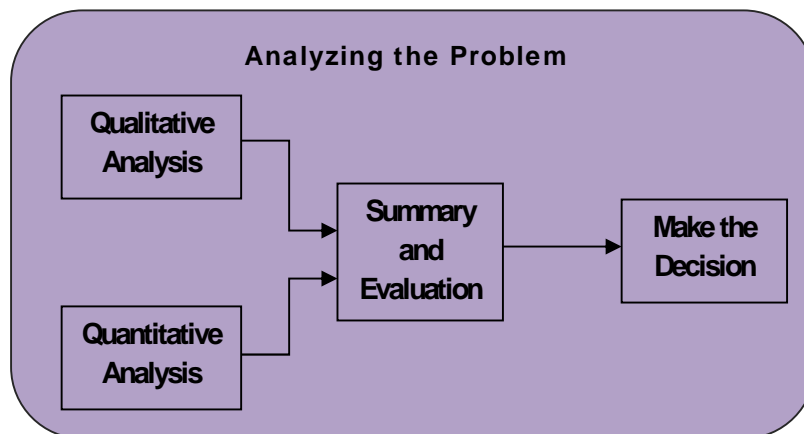 Analyzing the Problem
Qualitative
Analysis
Summary
and
Evaluation
Make the
Decision
Quantitative
Analysis